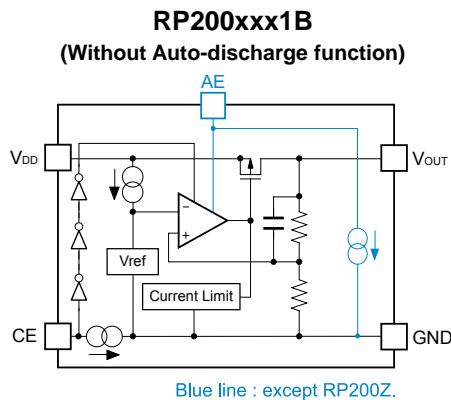 RP200xxx1B
(Without Auto-discharge function)
AE
VDD
VOUT
−
+
Vref
Current Limit
CE
GND
Blue line : except RP200Z.